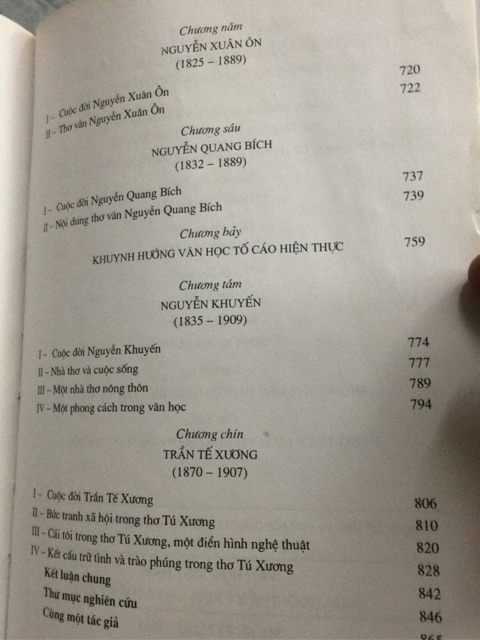 Chương năm
NGUYỄN XUÂN ÔN
(1825 – 1889)
I – Cuộc đời Nguyễn Xuân Ôn 720
II – Thơ văn Nguyễn Xuân Ôn 722
Chương sáu
NGUYỄN QUANG BÍCH
(1832 – 1889)
I – Cuộc đời Nguyễn Quang Bích 737
II – Nội dung thơ văn Nguyễn Quang Bích 739
Chương bảy
KHUYNH HƯỚNG VĂN HỌC TỐ CÁO HIỆN THỰC 759
Chương tám
NGUYỄN KHUYẾN
(1835 – 1909)
I – Cuộc đời Nguyễn Khuyến 774
II – Nhà thơ và cuộc sống 777
III – Một nhà thơ nông thôn 789
IV – Một phong cách trong văn học 794
Chương chín
TRẦN TẾ XƯƠNG
(1870 – 1907)
I – Cuộc đời Trần Tế Xương 806
II – Bức tranh xã hội trong thơ Tú Xương 810
III – Cái tôi trong thơ Tú Xương, một điển hình nghệ thuật 820
IV – Kết cấu trữ tình và trào phúng trong thơ Tú Xương 828
Kết luận chung 842
Thư mục nghiên cứu 846
Cùng một tác giả 865